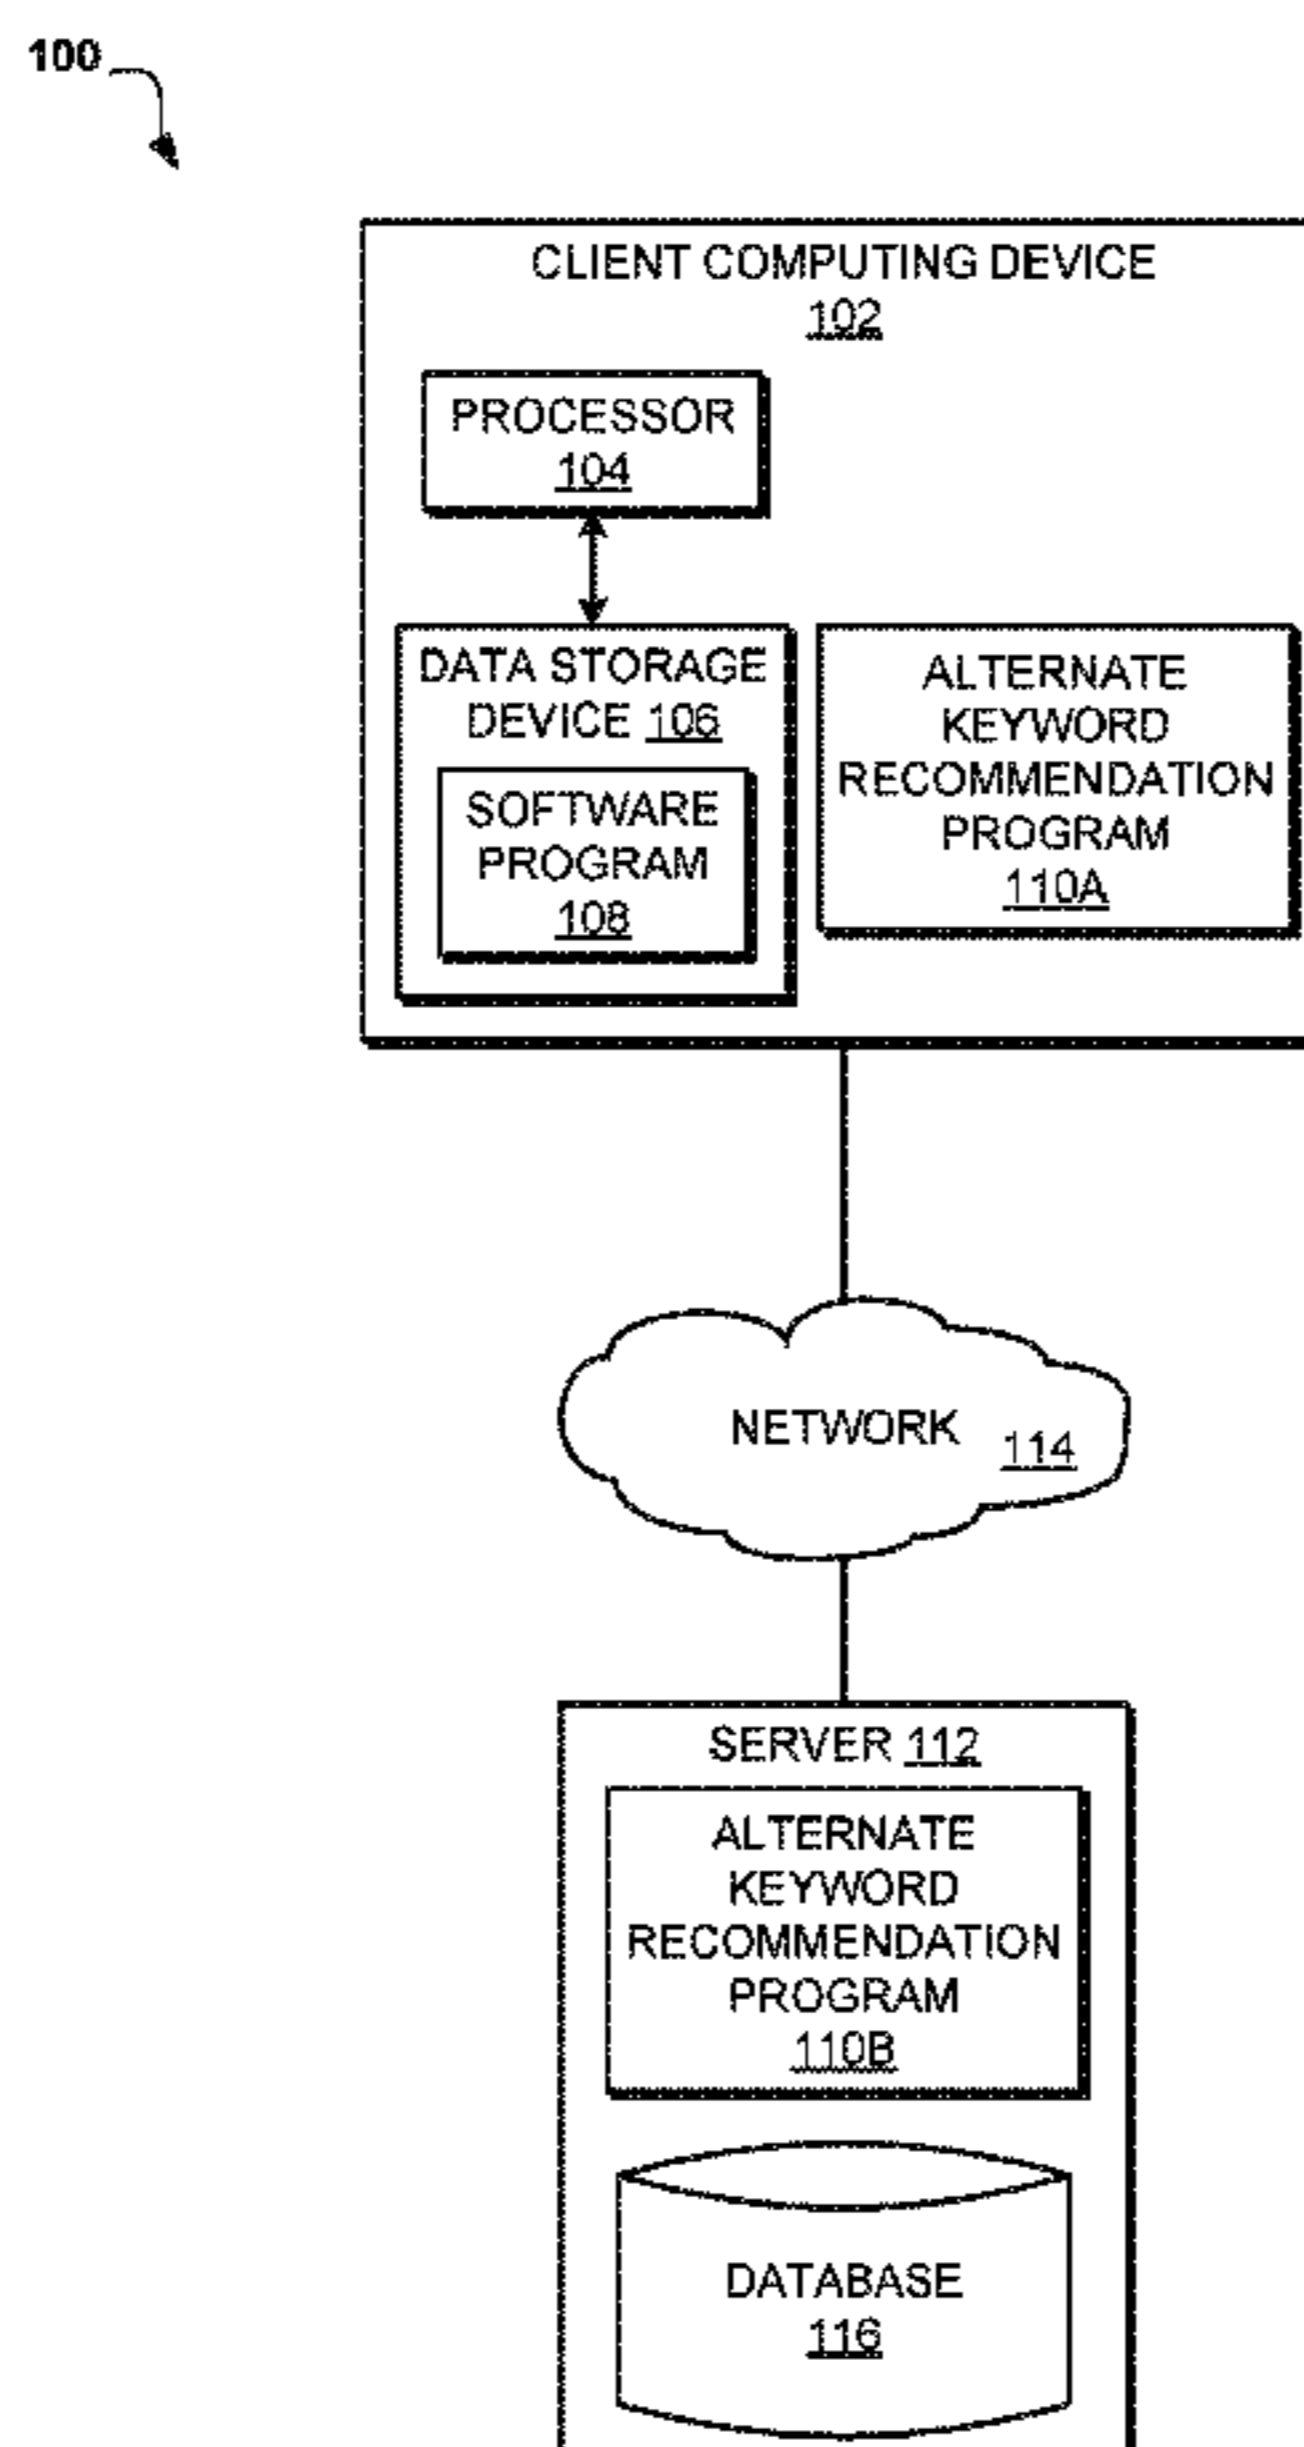 100
CLIENT COMPUTING DEVICE
102
PROCESSOR
104
DATA STORAGE
DEVICE 106
SOFTWARE
PROGRAM
108
ALTERNATE
KEYWORD
RECOMMENDATION
PROGRAM
110A
NETWORK 114
SERVER 112
ALTERNATE
KEYWORD
RECOMMENDATION
PROGRAM
110B
DATABASE
116